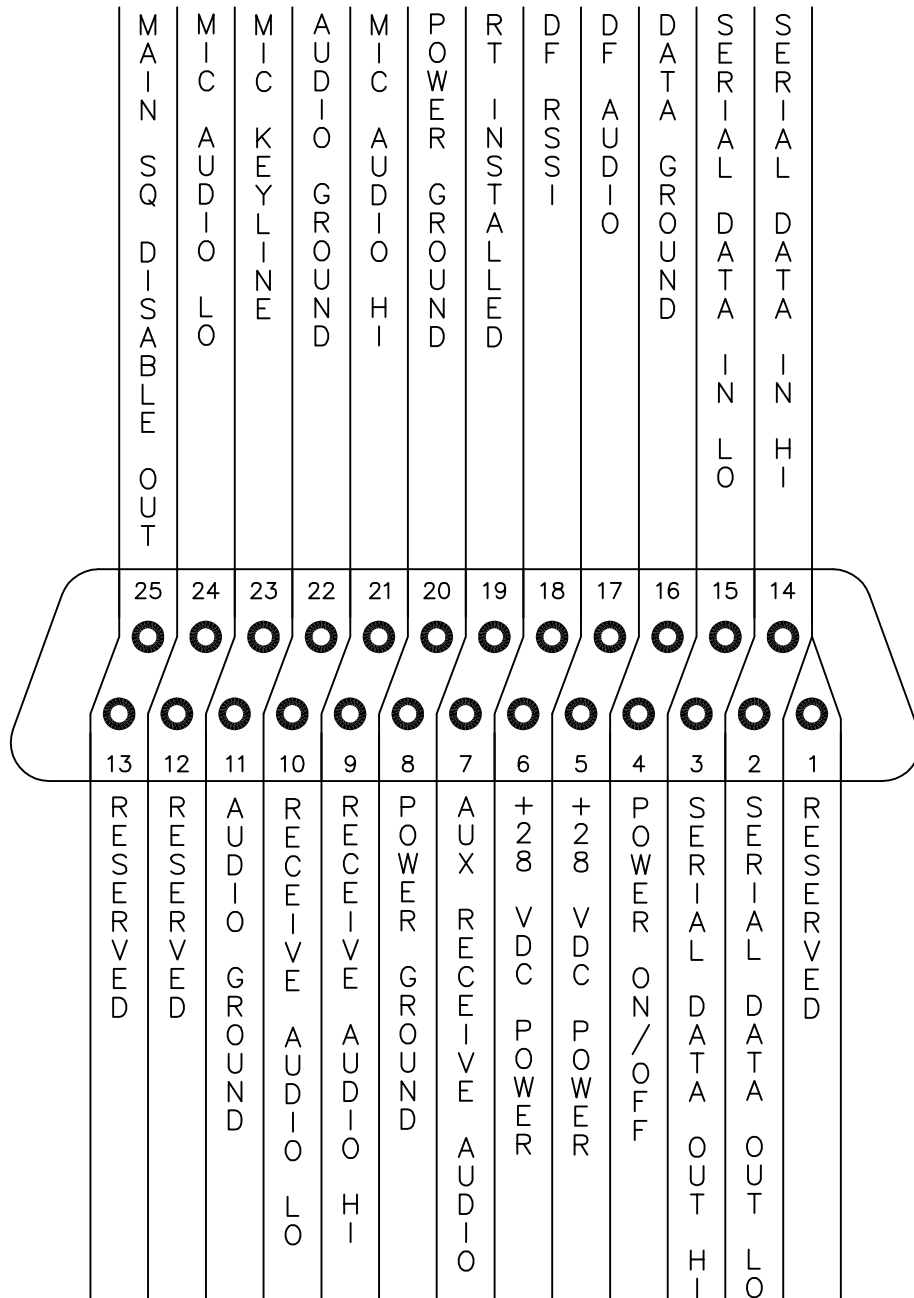 MAIN SQ DISABLE OUT
MIC AUDIO LO
MIC KEYLINE
AUDIO GROUND
MIC AUDIO HI
POWER GROUND
RT INSTALLED
DF RSSI
DF AUDIO
DATA GROUND
SERIAL DATA IN LO
SERIAL DATA IN HI
25 24 23 22 21 20 19 18 17 16 15 14
13 12 11 10 9 8 7 6 5 4 3 2 1
RESERVED
RESERVED
AUDIO GROUND
RECEIVE AUDIO LO
RECEIVE AUDIO HI
POWER GROUND
AUX RECEIVE AUDIO
+28 VDC POWER
+28 VDC POWER
POWER ON/OFF
SERIAL DATA OUT HI
SERIAL DATA OUT LO
RESERVED